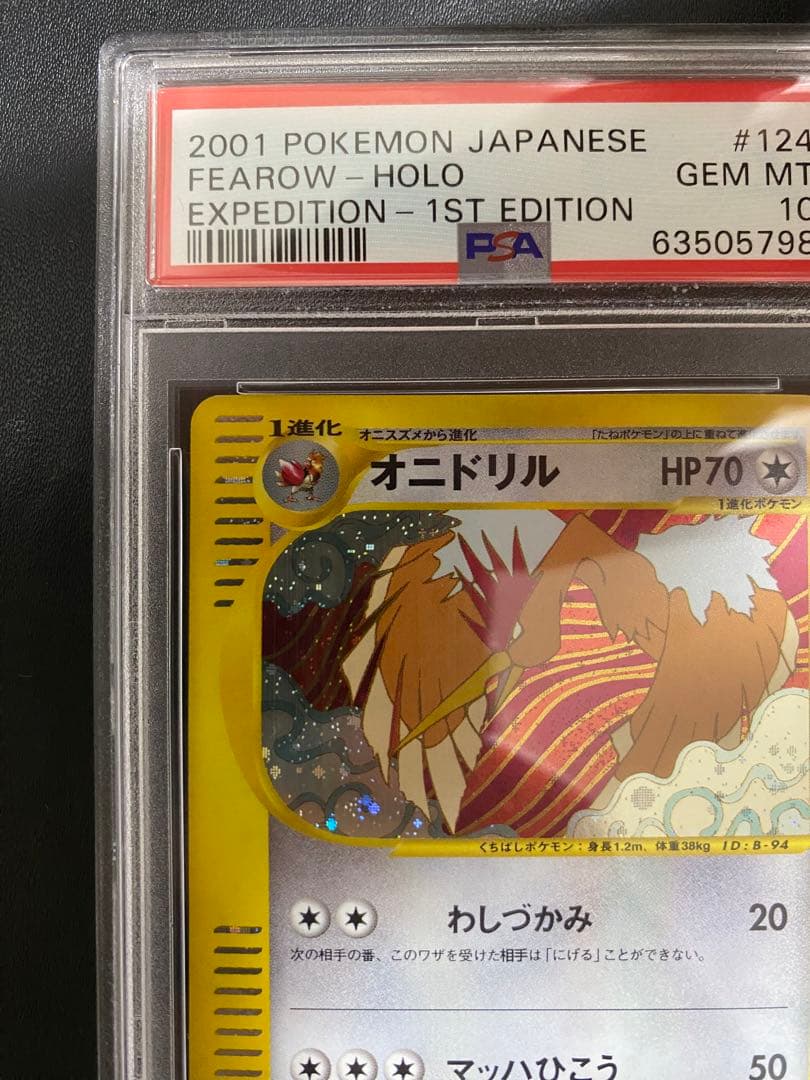 2001 POKEMON JAPANESE #124
FEAROW - HOLO GEM MT
EXPEDITION - 1ST EDITION 10
PSA 63505798
1進化 オニスズメから進化 「たねポケモン」の上に重ねて
オニドリル HP70
1進化ポケモン
くちばしポケモン：身長1.2m、体重38kg ID：B-94
わしづかみ 20
次の相手の番、このワザを受けた相手は「にげる」ことができない。
マッハひこう 50